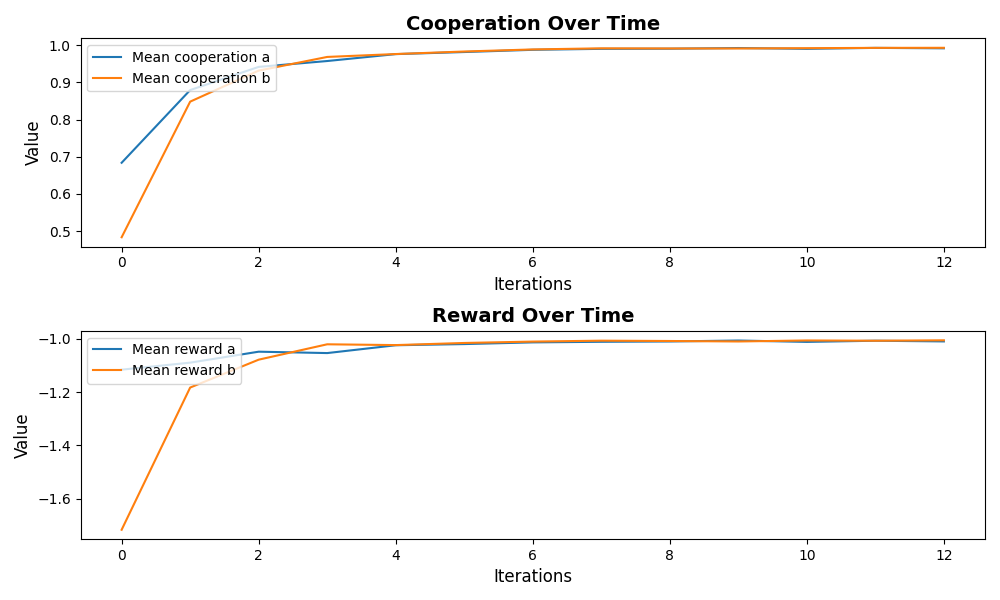 Cooperation Over Time
Mean cooperation a
Mean cooperation b
Value
1.0
0.9
0.8
0.7
0.6
0.5
0 2 4 6 8 10 12
Iterations
Reward Over Time
Mean reward a
Mean reward b
Value
−1.0
−1.2
−1.4
−1.6
0 2 4 6 8 10 12
Iterations